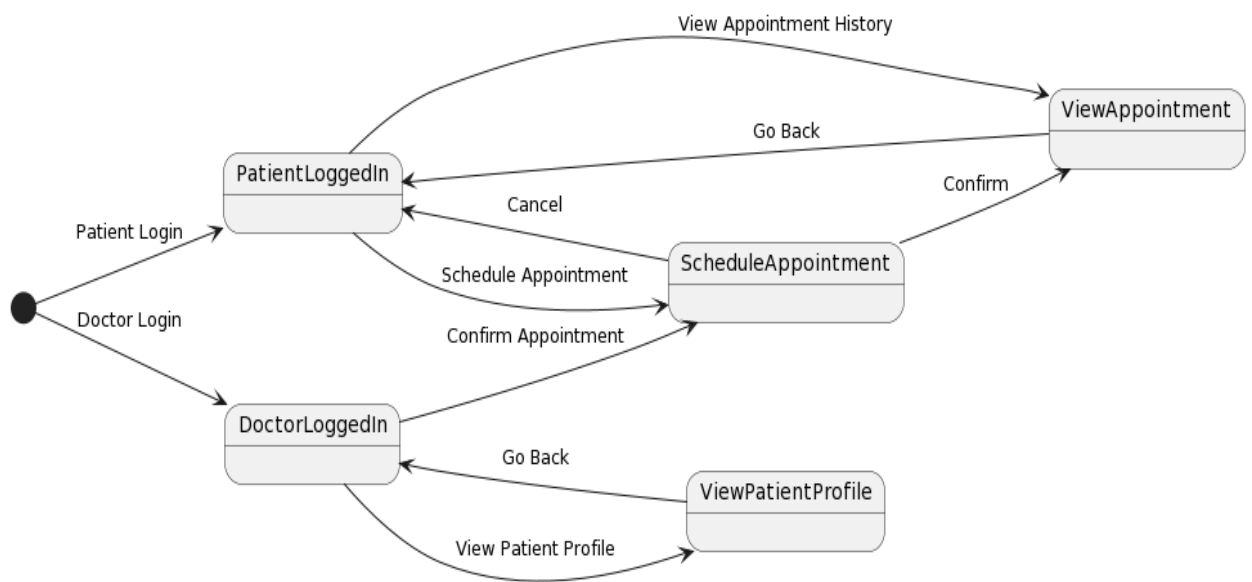 View Appointment History
ViewAppointment
Go Back
PatientLoggedIn
Confirm
Cancel
Patient Login
ScheduleAppointment
Schedule Appointment
Doctor Login
Confirm Appointment
DoctorLoggedIn
Go Back
ViewPatientProfile
View Patient Profile